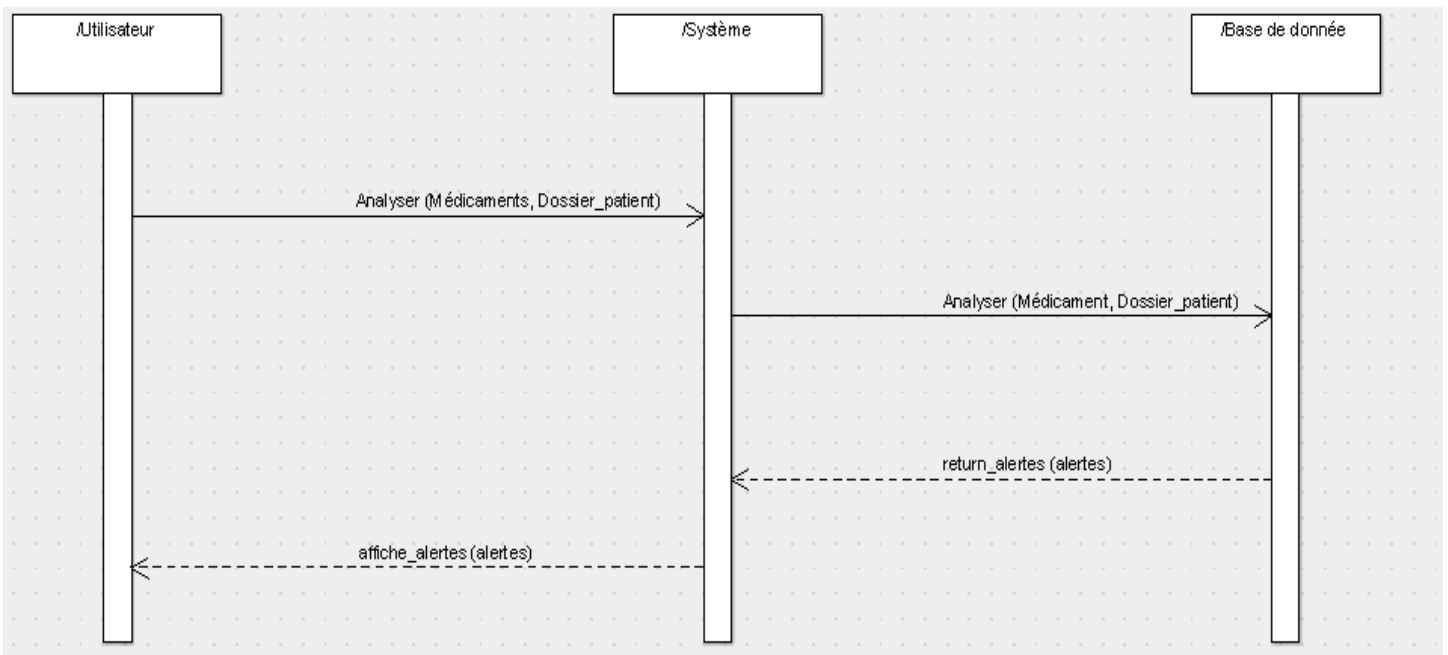 /Utilisateur
/Système
/Base de donnée
Analyser (Médicaments, Dossier_patient)
Analyser (Médicament, Dossier_patient)
return_alertes (alertes)
affiche_alertes (alertes)